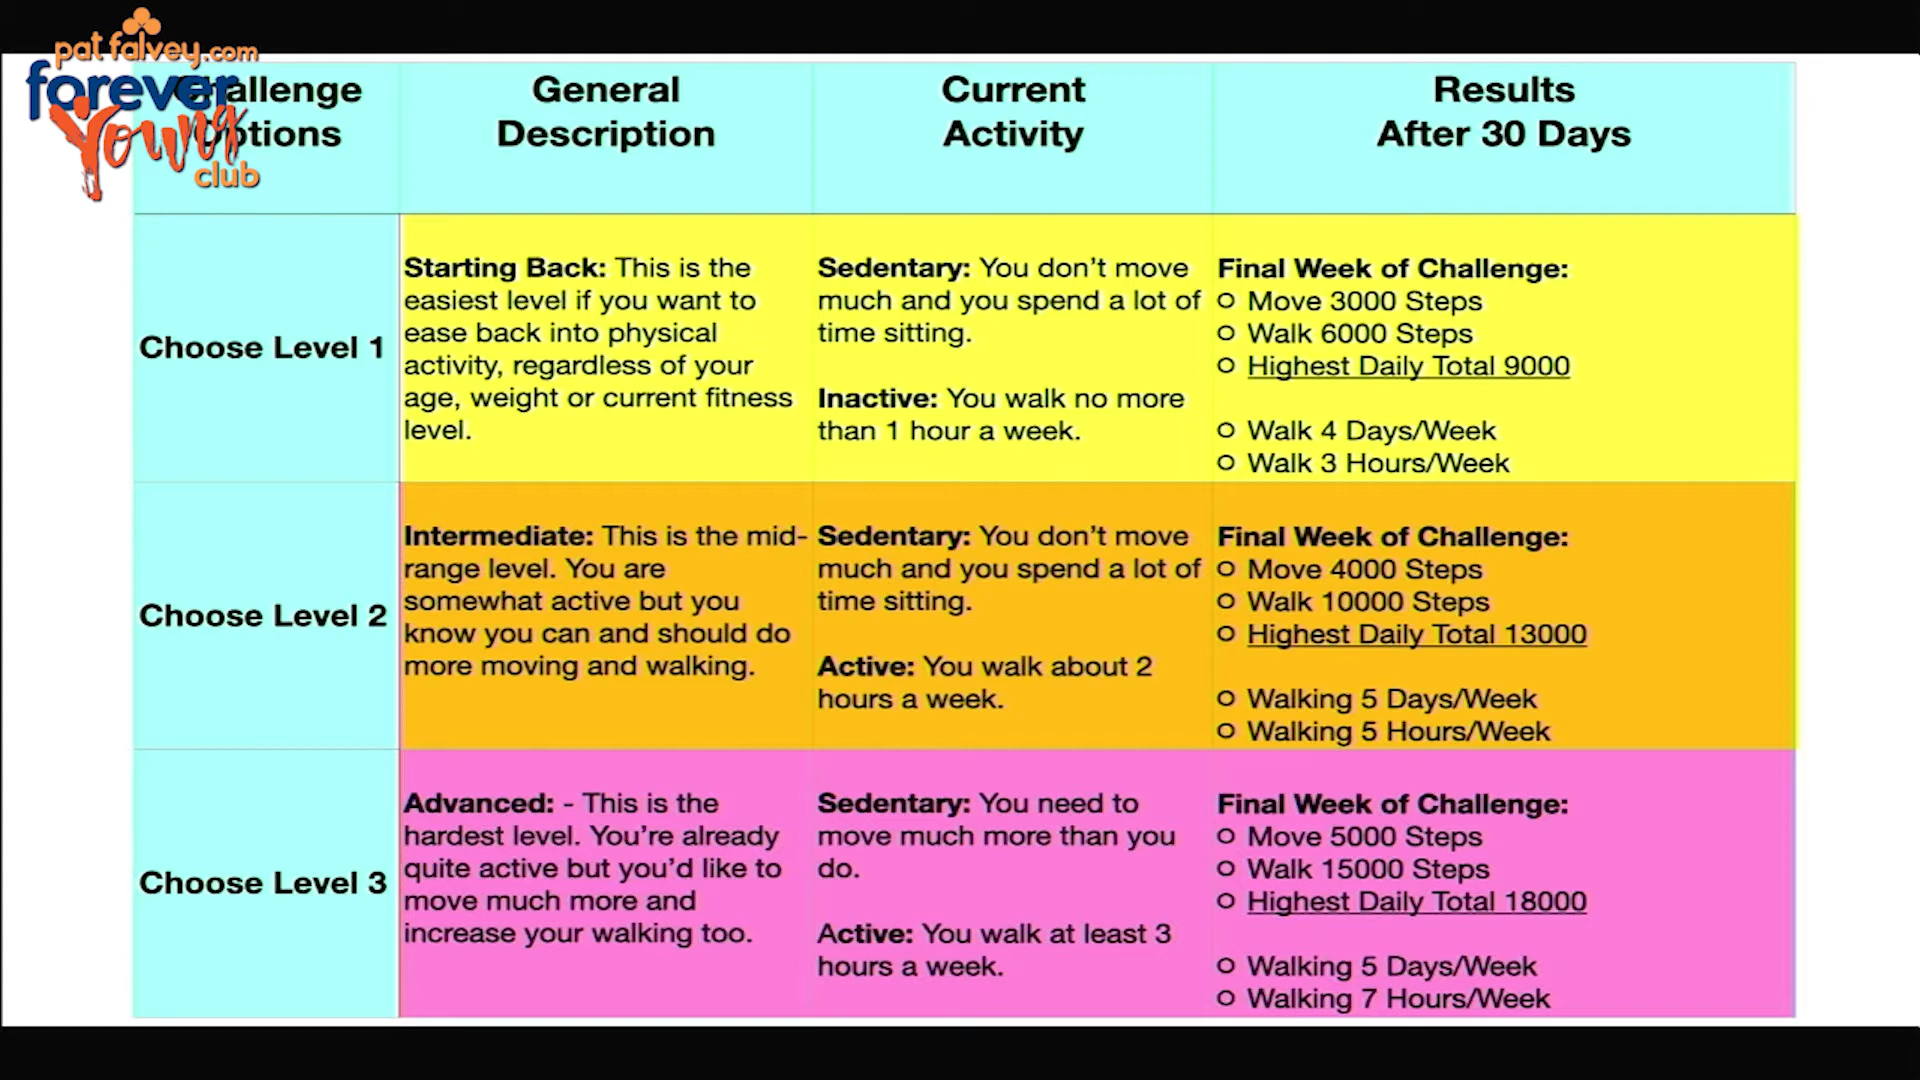 pat falvey.com
forever
Young
club
Challenge
Options
General
Description
Current
Activity
Results
After 30 Days
Choose Level 1
Starting Back: This is the
easiest level if you want to
ease back into physical
activity, regardless of your
age, weight or current fitness
level.
Sedentary: You don't move
much and you spend a lot of
time sitting.
Inactive: You walk no more
than 1 hour a week.
Final Week of Challenge:
○ Move 3000 Steps
○ Walk 6000 Steps
○ Highest Daily Total 9000
○ Walk 4 Days/Week
○ Walk 3 Hours/Week
Choose Level 2
Intermediate: This is the mid-
range level. You are
somewhat active but you
know you can and should do
more moving and walking.
Sedentary: You don't move
much and you spend a lot of
time sitting.
Active: You walk about 2
hours a week.
Final Week of Challenge:
○ Move 4000 Steps
○ Walk 10000 Steps
○ Highest Daily Total 13000
○ Walking 5 Days/Week
○ Walking 5 Hours/Week
Choose Level 3
Advanced: - This is the
hardest level. You're already
quite active but you'd like to
move much more and
increase your walking too.
Sedentary: You need to
move much more than you
do.
Active: You walk at least 3
hours a week.
Final Week of Challenge:
○ Move 5000 Steps
○ Walk 15000 Steps
○ Highest Daily Total 18000
○ Walking 5 Days/Week
○ Walking 7 Hours/Week